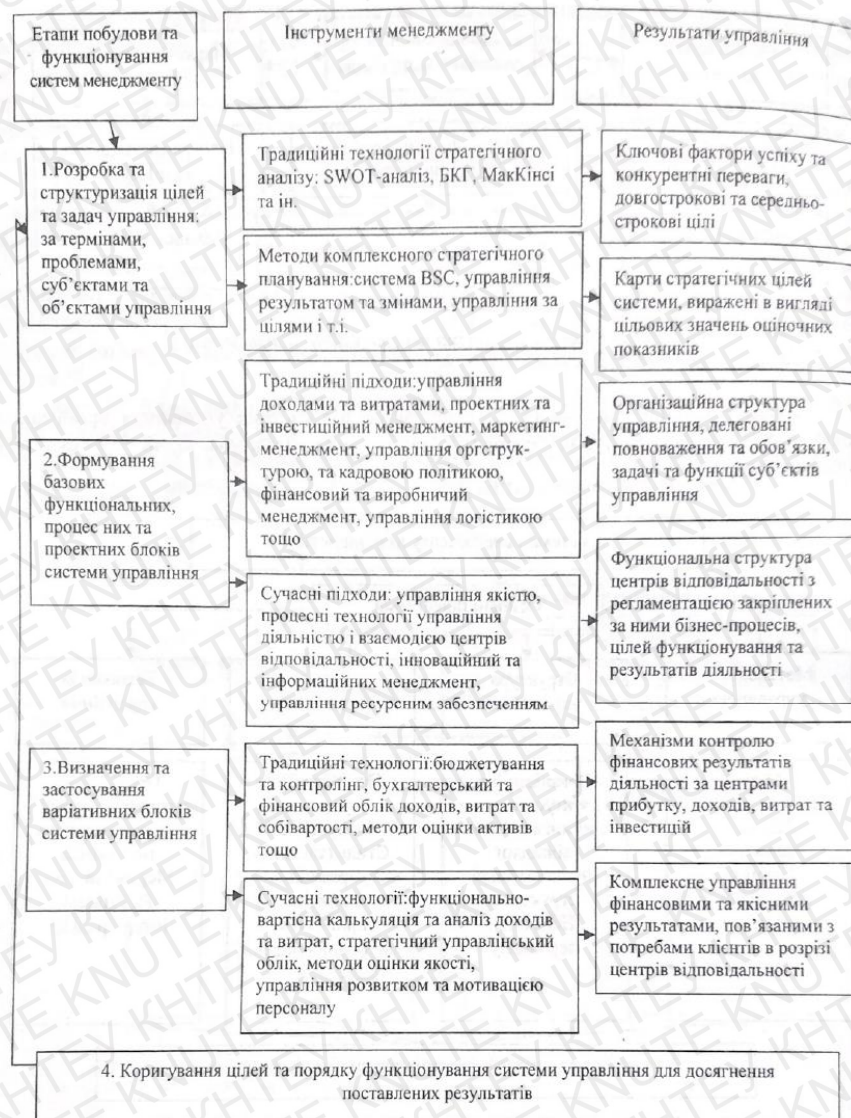 Етапи побудови та
функціонування
систем менеджменту
Інструменти менеджменту
Результати управління
1.Розробка та
структуризація цілей
та задач управління:
за термінами,
проблемами,
суб’єктами та
об’єктами управління
Традиційні технології стратегічного
аналізу: SWOT-аналіз, БКГ, МакКінсі
та ін.
Ключові фактори успіху та
конкурентні переваги,
довгострокові та середньо-
строкові цілі
Методи комплексного стратегічного
планування:система BSC, управління
результатом та змінами, управління за
цілями і т.і.
Карти стратегічних цілей
системи, виражені в вигляді
цільових значень оціночних
показників
2.Формування
базових
функціональних,
процес них та
проектних блоків
системи управління
Традиційні підходи:управління
доходами та витратами, проектних та
інвестиційний менеджмент, маркетинг-
менеджмент, управління оргструк-
турою, та кадровою політикою,
фінансовий та виробничий
менеджмент, управління логістикою
тощо
Організаційна структура
управління, делеговані
повноваження та обов’язки,
задачі та функції суб’єктів
управління
Сучасні підходи: управління якістю,
процесні технології управління
діяльністю і взаємодією центрів
відповідальності, інноваційний та
інформаційних менеджмент,
управління ресурсним забезпеченням
Функціональна структура
центрів відповідальності з
регламентацією закріплених
за ними бізнес-процесів,
цілей функціонування та
результатів діяльності
3.Визначення та
застосування
варіативних блоків
системи управління
Традиційні технології:бюджетування
та контролінг, бухгалтерський та
фінансовий облік доходів, витрат та
собівартості, методи оцінки активів
тощо
Механізми контролю
фінансових результатів
діяльності за центрами
прибутку, доходів, витрат та
інвестицій
Сучасні технології:функціонально-
вартісна калькуляція та аналіз доходів
та витрат, стратегічний управлінський
облік, методи оцінки якості,
управління розвитком та мотивацією
персоналу
Комплексне управління
фінансовими та якісними
результатами, пов’язаними з
потребами клієнтів в розрізі
центрів відповідальності
4. Коригування цілей та порядку функціонування системи управління для досягнення
поставлених результатів
KHTEY KNUTE KHTEY KNUTE